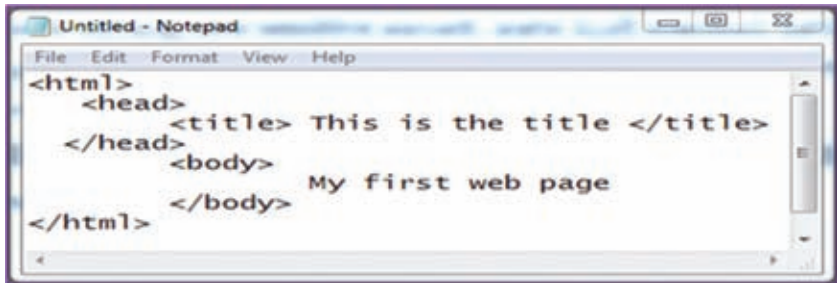 Untitled - Notepad
File Edit Format View Help
<html>
<head>
<title> This is the title </title>
</head>
<body>
My first web page
</body>
</html>